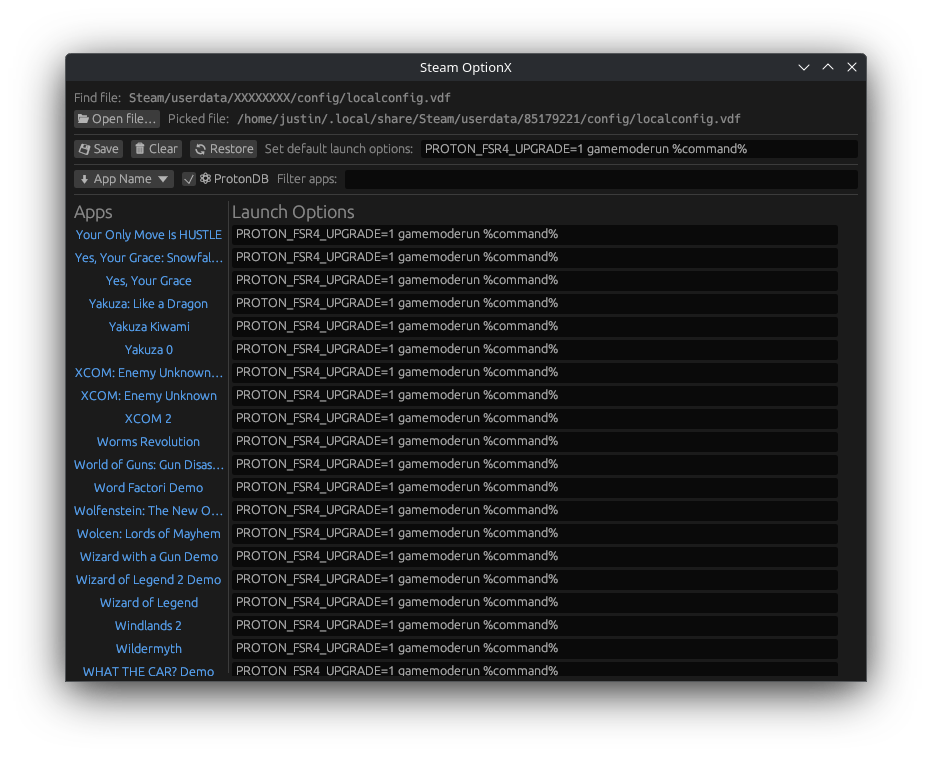 Steam OptionX
Find file: Steam/userdata/XXXXXXXX/config/localconfig.vdf
Open file... Picked file: /home/justin/.local/share/Steam/userdata/85179221/config/localconfig.vdf
Save Clear Restore Set default launch options: PROTON_FSR4_UPGRADE=1 gamemoderun %command%
App Name ProtonDB Filter apps:
Apps Launch Options
Your Only Move Is HUSTLE PROTON_FSR4_UPGRADE=1 gamemoderun %command%
Yes, Your Grace: Snowfal... PROTON_FSR4_UPGRADE=1 gamemoderun %command%
Yes, Your Grace PROTON_FSR4_UPGRADE=1 gamemoderun %command%
Yakuza: Like a Dragon PROTON_FSR4_UPGRADE=1 gamemoderun %command%
Yakuza Kiwami PROTON_FSR4_UPGRADE=1 gamemoderun %command%
Yakuza 0 PROTON_FSR4_UPGRADE=1 gamemoderun %command%
XCOM: Enemy Unknown... PROTON_FSR4_UPGRADE=1 gamemoderun %command%
XCOM: Enemy Unknown PROTON_FSR4_UPGRADE=1 gamemoderun %command%
XCOM 2 PROTON_FSR4_UPGRADE=1 gamemoderun %command%
Worms Revolution PROTON_FSR4_UPGRADE=1 gamemoderun %command%
World of Guns: Gun Disas... PROTON_FSR4_UPGRADE=1 gamemoderun %command%
Word Factori Demo PROTON_FSR4_UPGRADE=1 gamemoderun %command%
Wolfenstein: The New O... PROTON_FSR4_UPGRADE=1 gamemoderun %command%
Wolcen: Lords of Mayhem PROTON_FSR4_UPGRADE=1 gamemoderun %command%
Wizard with a Gun Demo PROTON_FSR4_UPGRADE=1 gamemoderun %command%
Wizard of Legend 2 Demo PROTON_FSR4_UPGRADE=1 gamemoderun %command%
Wizard of Legend PROTON_FSR4_UPGRADE=1 gamemoderun %command%
Windlands 2 PROTON_FSR4_UPGRADE=1 gamemoderun %command%
Wildermyth PROTON_FSR4_UPGRADE=1 gamemoderun %command%
WHAT THE CAR? Demo PROTON_FSR4_UPGRADE=1 gamemoderun %command%